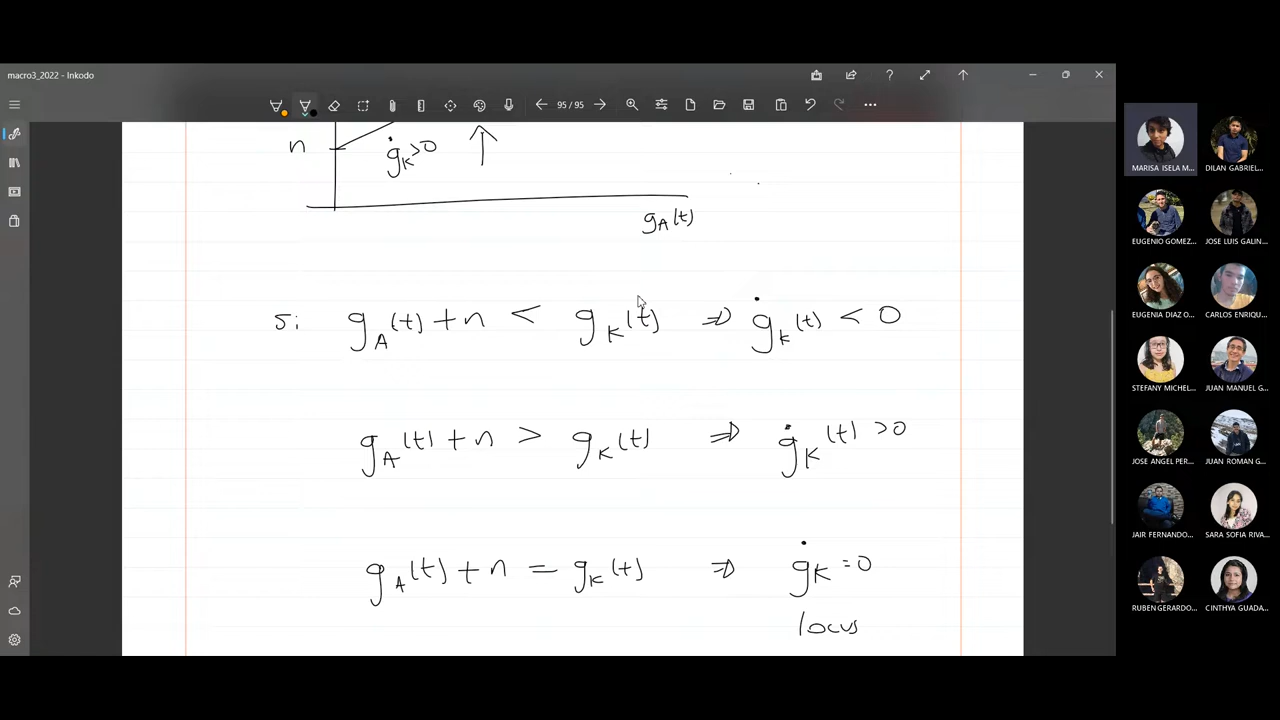 macro3_2022 - Inkodo
95 / 95
n
ġK>0
gA(t)
Si gA(t)+n < gK(t) ⇒ ġK(t) < 0
gA(t)+n > gK(t) ⇒ ġK(t) >0
gA(t)+n = gK(t) ⇒ ġK=0
locus
MARISA ISELA M...
DILAN GABRIEL...
EUGENIO GOMEZ...
JOSE LUIS GALIN...
EUGENIA DIAZ O...
CARLOS ENRIQU...
STEFANY MICHEL...
JUAN MANUEL G...
JOSE ANGEL PER...
JUAN ROMAN G...
JAIR FERNANDO...
SARA SOFIA RIVA...
RUBEN GERARDO...
CINTHYA GUADA...